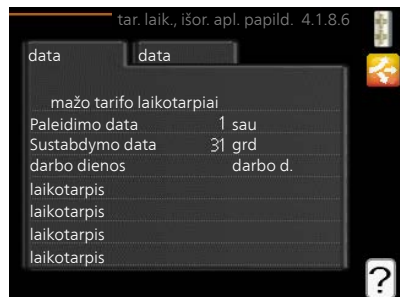 tar. laik., išor. apl. papild. 4.1.8.6
data data
mažo tarifo laikotarpiai
Paleidimo data 1 sau
Sustabdymo data 31 grd
darbo dienos darbo d.
laikotarpis
laikotarpis
laikotarpis
laikotarpis
?